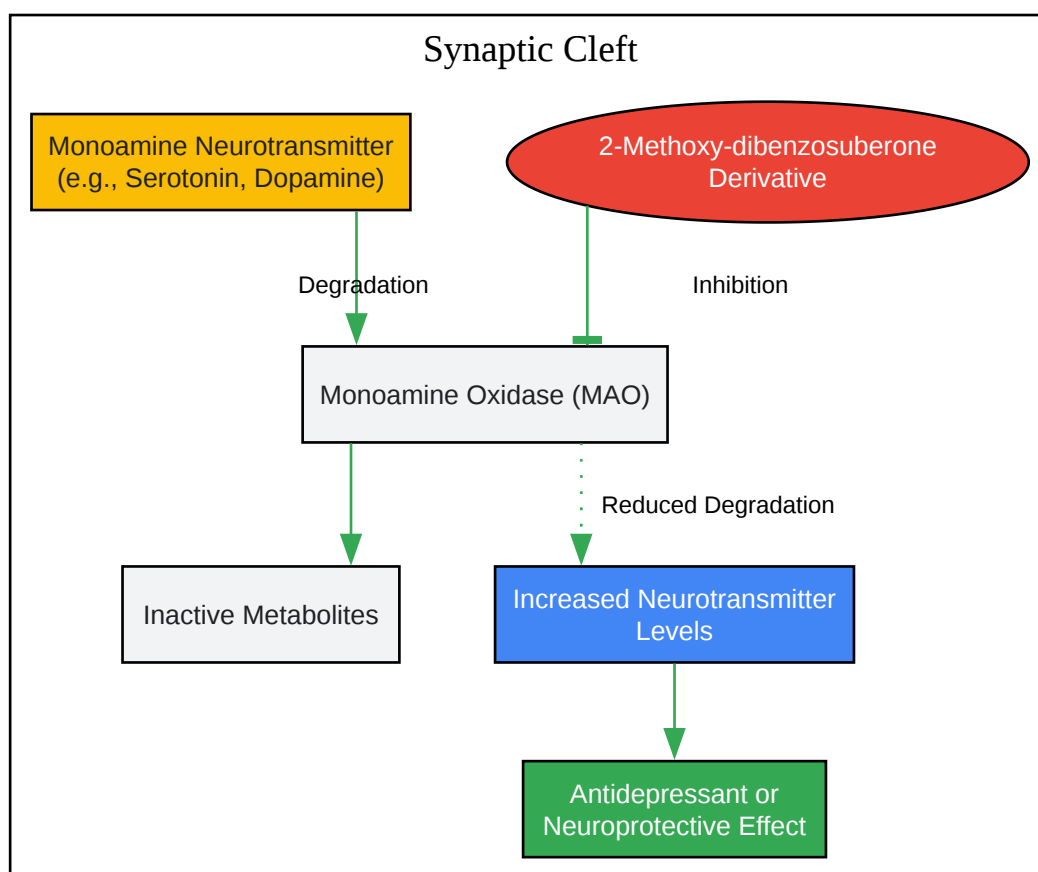 Synaptic Cleft
Monoamine Neurotransmitter
(e.g., Serotonin, Dopamine)
2-Methoxy-dibenzosuberone
Derivative
Degradation
Inhibition
Monoamine Oxidase (MAO)
Reduced Degradation
Inactive Metabolites
Increased Neurotransmitter
Levels
Antidepressant or
Neuroprotective Effect